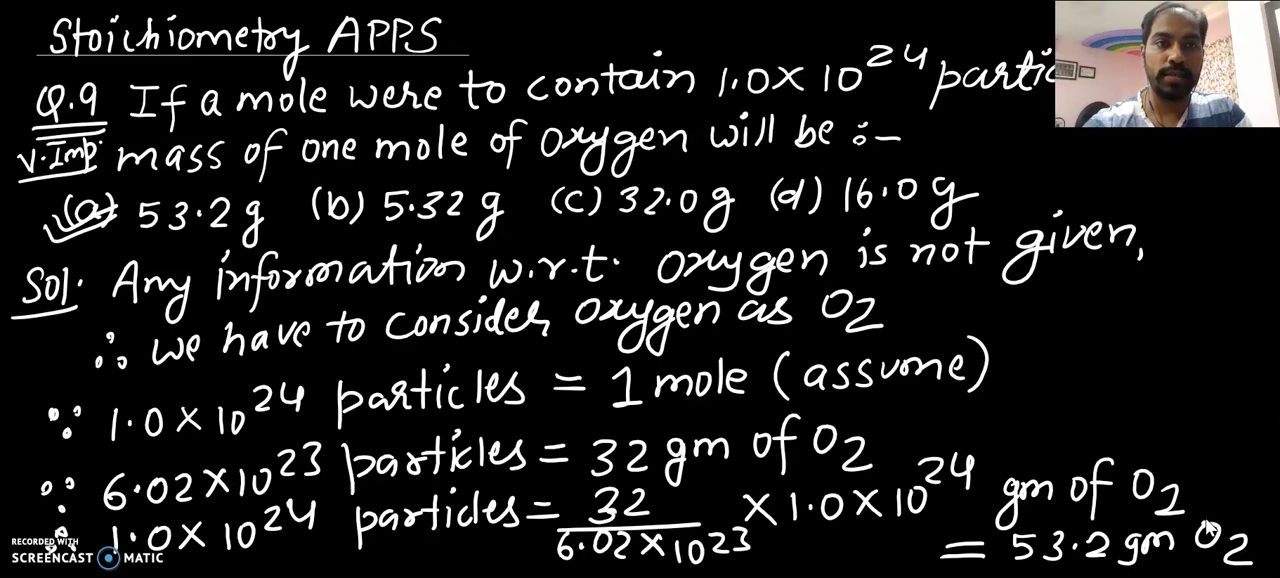 Stoichiometry APPS
Q.9 If a mole were to contain 1.0 × 10²⁴
V.Imp. mass of one mole of oxygen will be :-
(a) 53.2 g (b) 5.32 g (c) 32.0 g (d) 16.0 g
Sol. Any information w.r.t. oxygen is not given,
∴ we have to consider oxygen as O₂
∵ 1.0 × 10²⁴ particles = 1 mole (assume)
∵ 6.02 × 10²³ particles = 32 gm of O₂
∴ 1.0 × 10²⁴ particles = 32 / 6.02 × 10²³ × 1.0 × 10²⁴ gm of O₂
= 53.2 gm O₂
RECORDED WITH
SCREENCAST MATIC